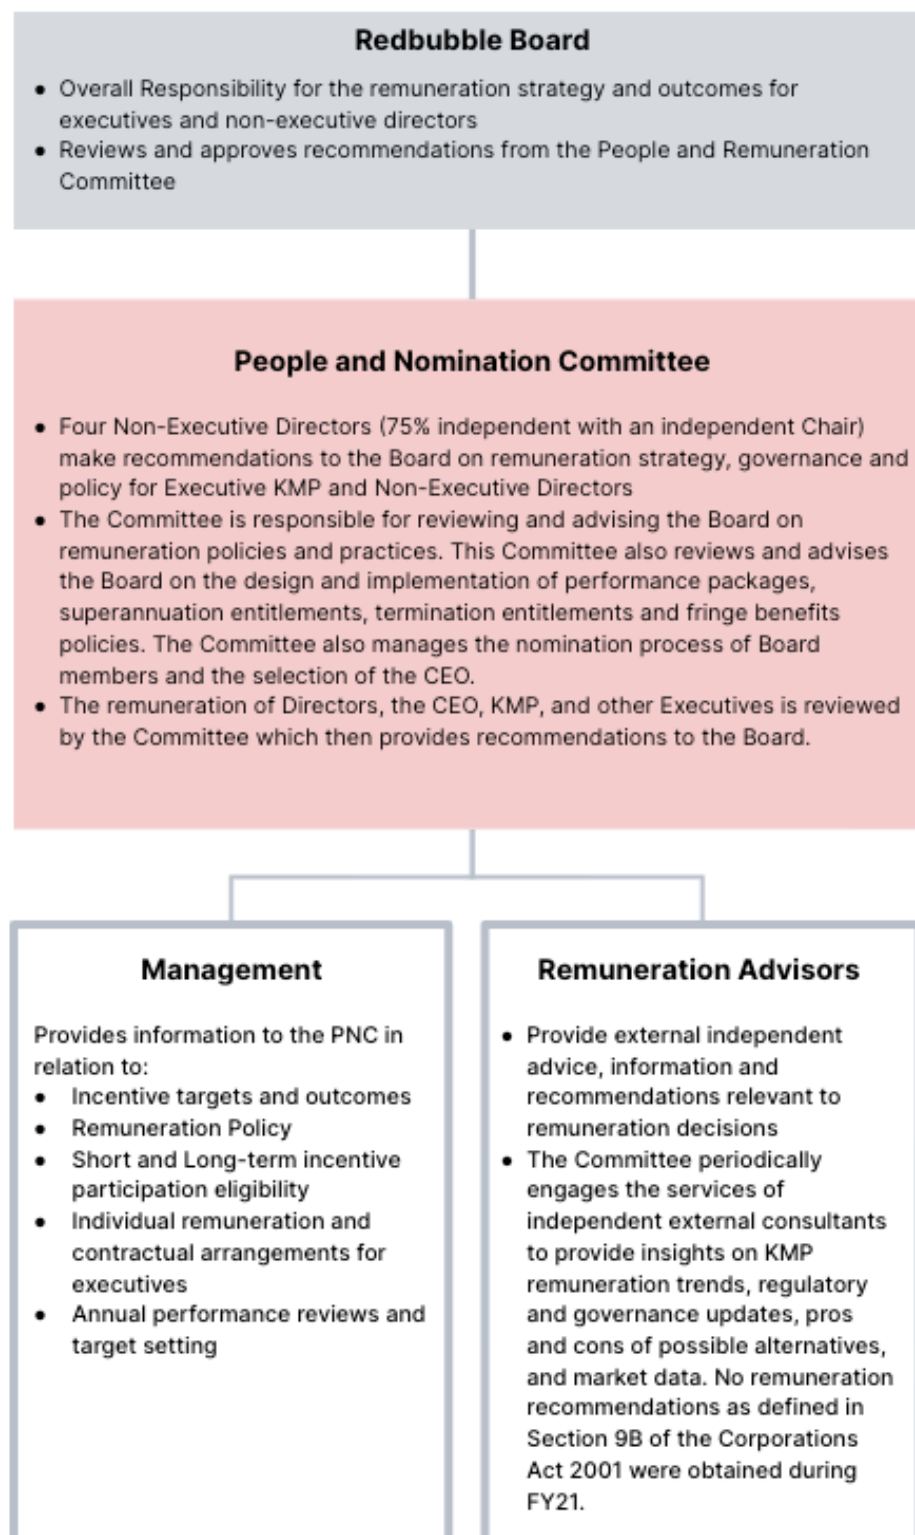 Redbubble Board
● Overall Responsibility for the remuneration strategy and outcomes for
executives and non-executive directors
● Reviews and approves recommendations from the People and Remuneration
Committee
People and Nomination Committee
● Four Non-Executive Directors (75% independent with an independent Chair)
make recommendations to the Board on remuneration strategy, governance and
policy for Executive KMP and Non-Executive Directors
● The Committee is responsible for reviewing and advising the Board on
remuneration policies and practices. This Committee also reviews and advises
the Board on the design and implementation of performance packages,
superannuation entitlements, termination entitlements and fringe benefits
policies. The Committee also manages the nomination process of Board
members and the selection of the CEO.
● The remuneration of Directors, the CEO, KMP, and other Executives is reviewed
by the Committee which then provides recommendations to the Board.
Management
Provides information to the PNC in
relation to:
● Incentive targets and outcomes
● Remuneration Policy
● Short and Long-term incentive
participation eligibility
● Individual remuneration and
contractual arrangements for
executives
● Annual performance reviews and
target setting
Remuneration Advisors
● Provide external independent
advice, information and
recommendations relevant to
remuneration decisions
● The Committee periodically
engages the services of
independent external consultants
to provide insights on KMP
remuneration trends, regulatory
and governance updates, pros
and cons of possible alternatives,
and market data. No remuneration
recommendations as defined in
Section 9B of the Corporations
Act 2001 were obtained during
FY21.